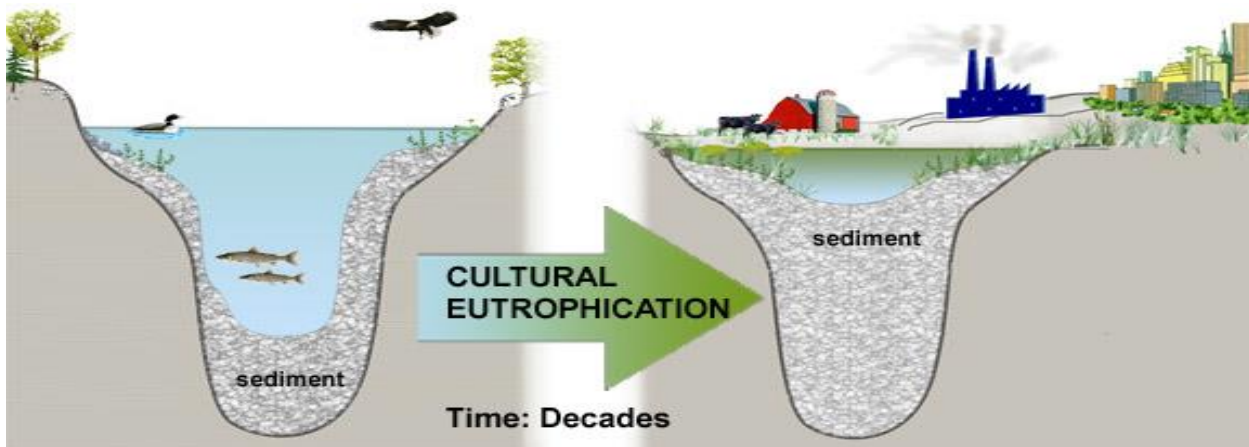 sediment
CULTURAL
EUTROPHICATION
Time: Decades
sediment